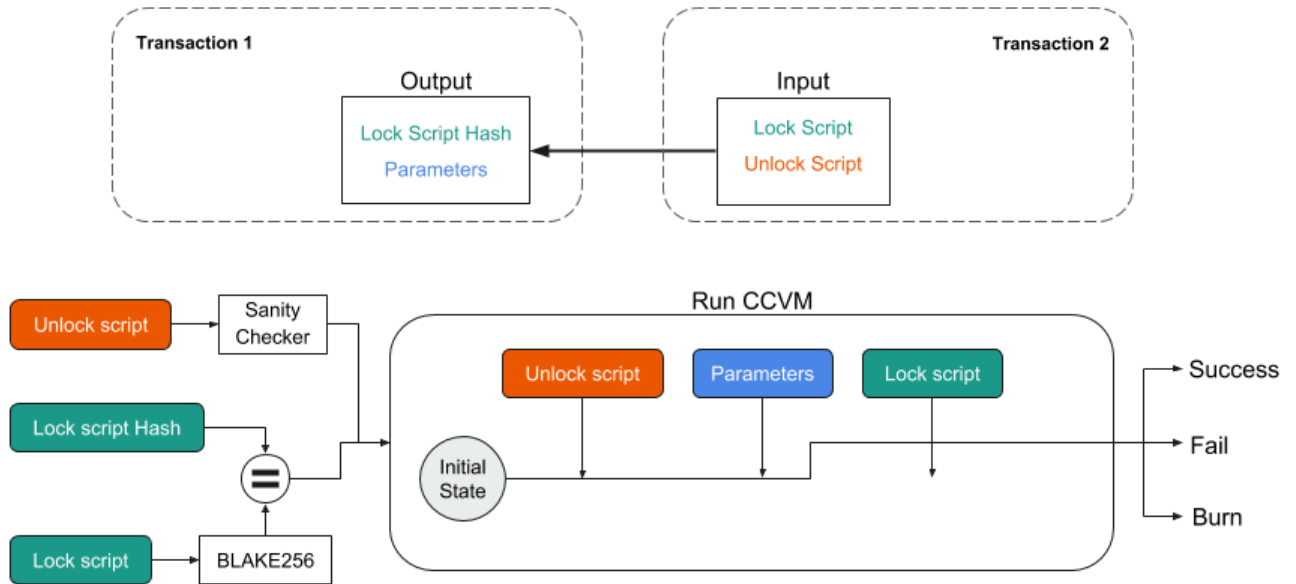 Transaction 1
Transaction 2
Output
Input
Lock Script Hash
Parameters
Lock Script
Unlock Script
Run CCVM
Unlock script
Sanity
Checker
Unlock script
Parameters
Lock script
Success
Lock script Hash
Initial
State
Fail
Lock script
BLAKE256
Burn